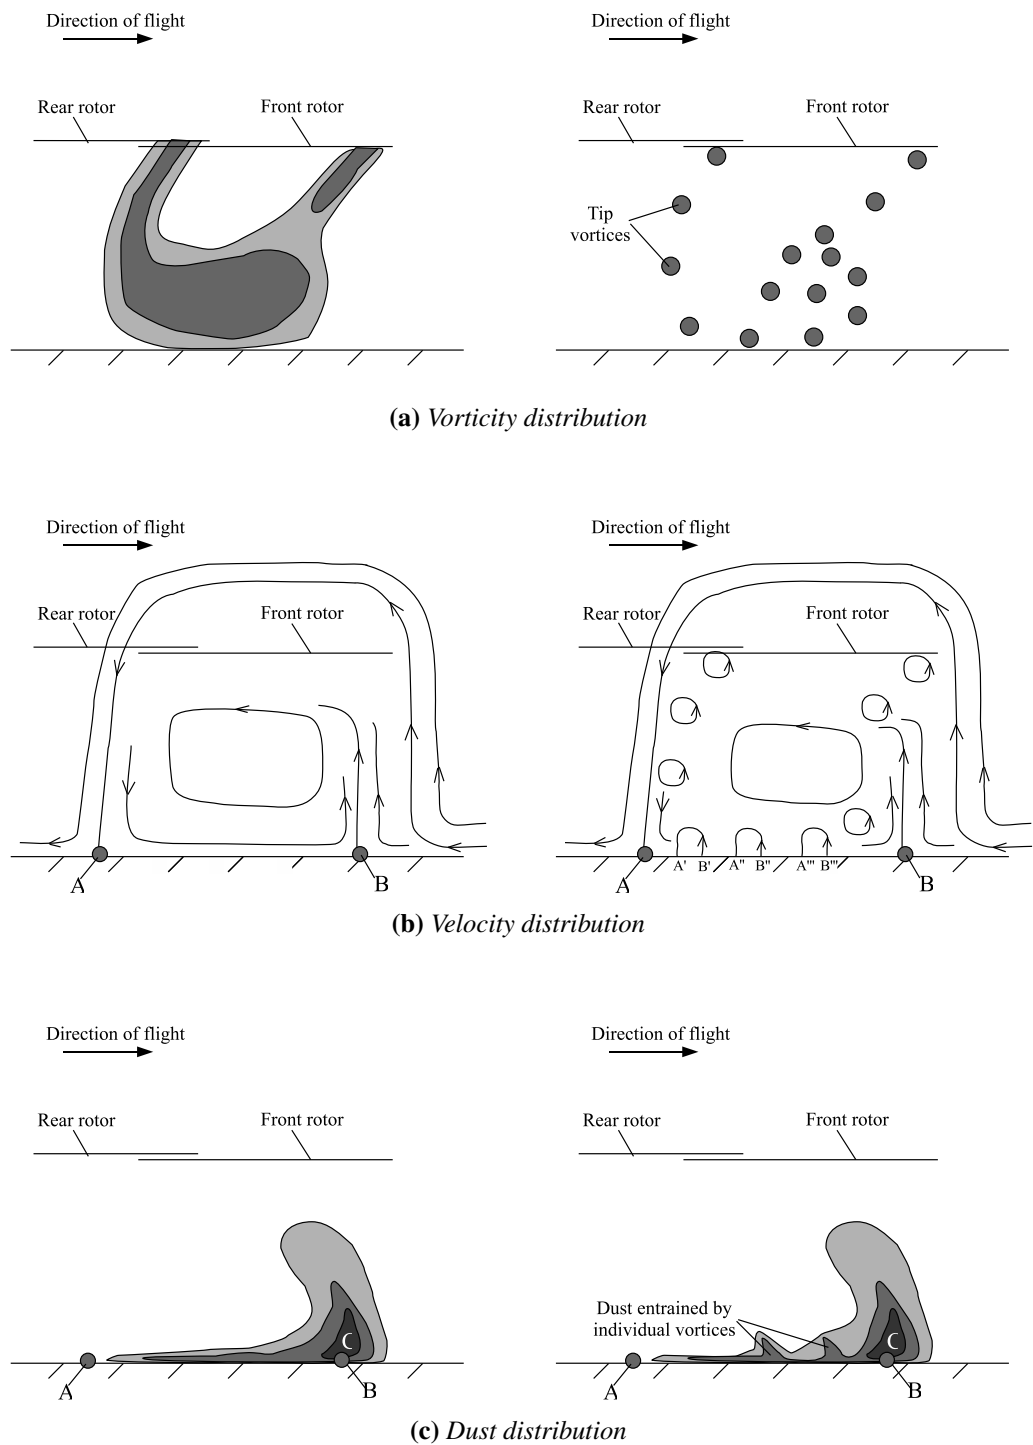 Direction of flight
Direction of flight
Rear rotor
Front rotor
Rear rotor
Front rotor
Tip
vortices
(a) Vorticity distribution
Direction of flight
Direction of flight
Rear rotor
Front rotor
Rear rotor
Front rotor
A' B' A" B" A''' B'''
A
B
A
B
(b) Velocity distribution
Direction of flight
Direction of flight
Rear rotor
Front rotor
Rear rotor
Front rotor
Dust entrained by
individual vortices
C
C
A
B
A
B
(c) Dust distribution